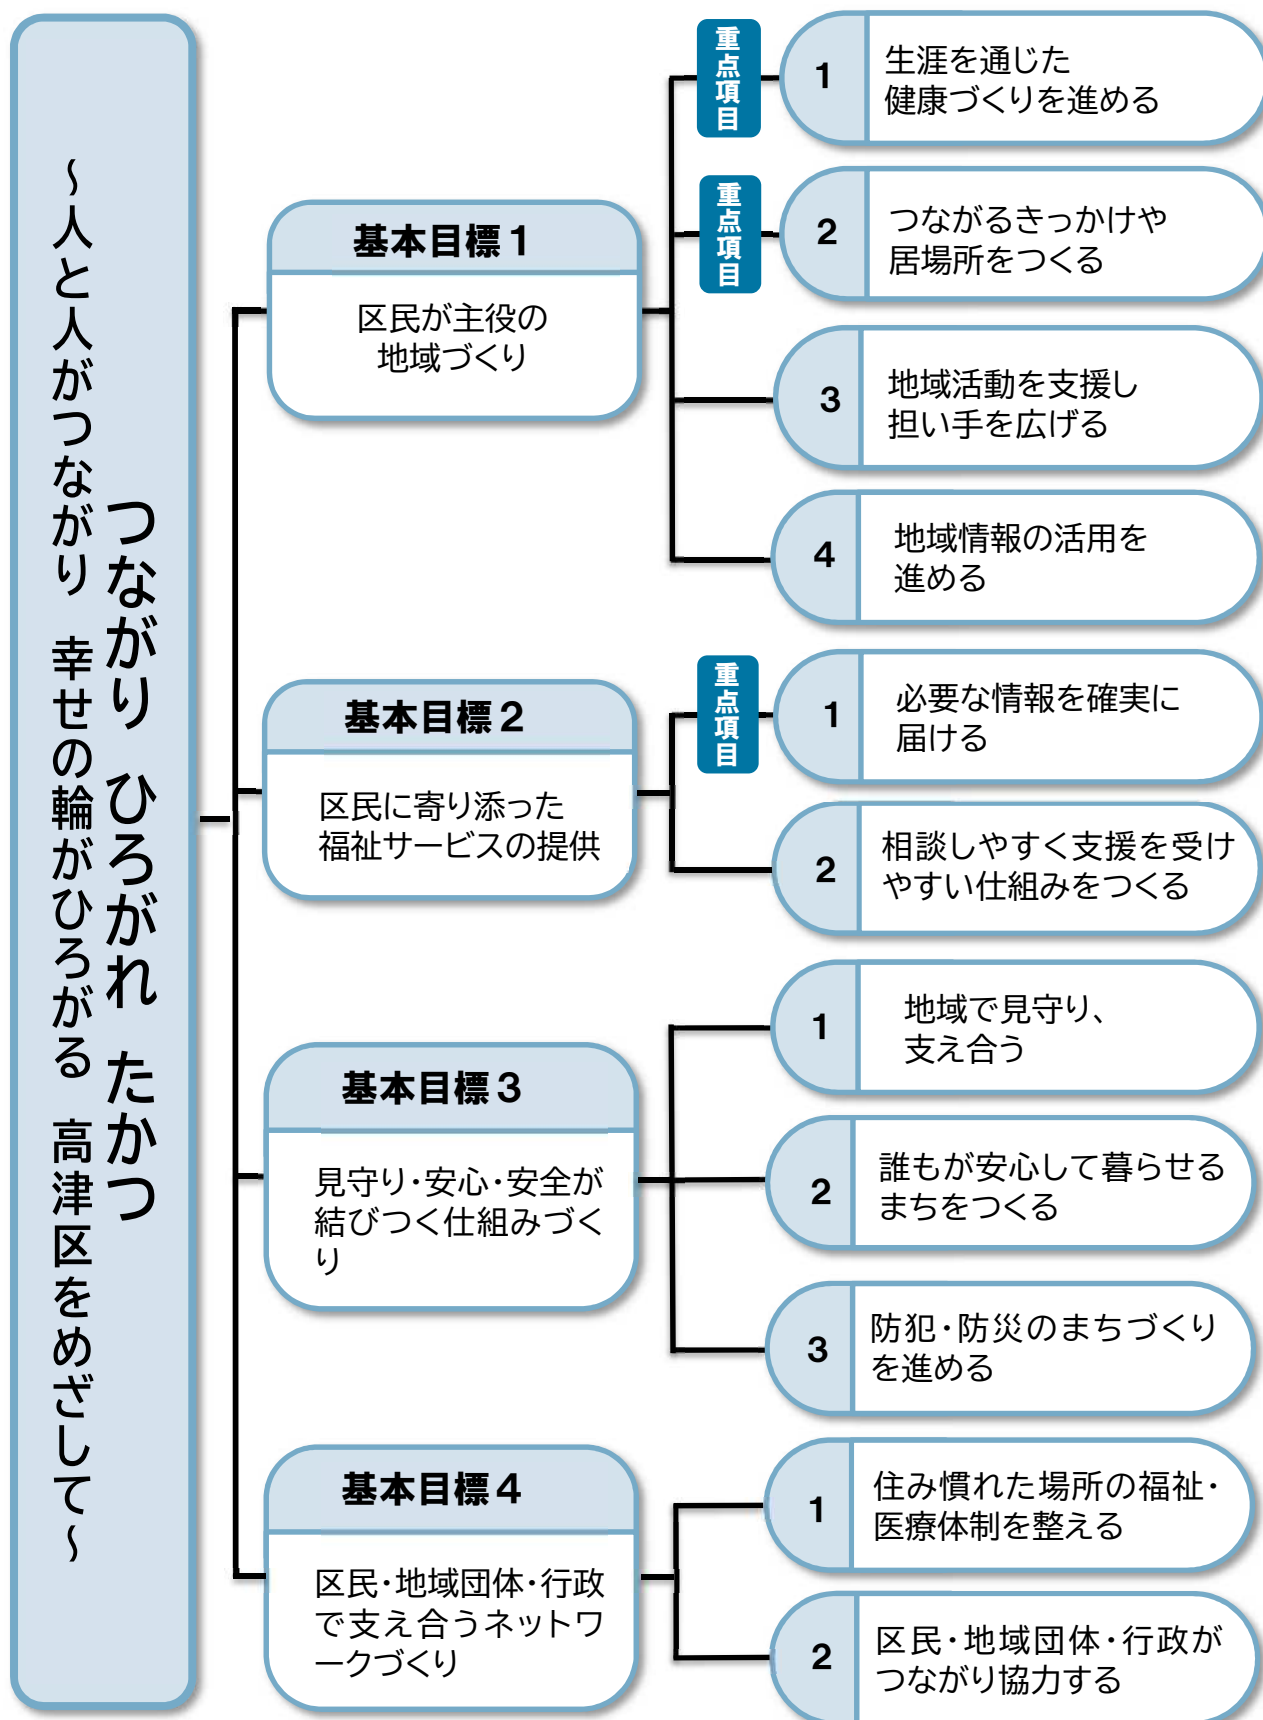 つながり ひろがれ たかつ
~人と人がつながり 幸せの輪がひろがる 高津区をめざして~
基本目標1
区民が主役の
地域づくり
重点項目
1
生涯を通じた
健康づくりを進める
重点項目
2
つながるきっかけや
居場所をつくる
3
地域活動を支援し
担い手を広げる
4
地域情報の活用を
進める
基本目標2
区民に寄り添った
福祉サービスの提供
重点項目
1
必要な情報を確実に
届ける
2
相談しやすく支援を受け
やすい仕組みをつくる
基本目標3
見守り・安心・安全が
結びつく仕組みづく
り
1
地域で見守り、
支え合う
2
誰もが安心して暮らせる
まちをつくる
3
防犯・防災のまちづくり
を進める
基本目標4
区民・地域団体・行政
で支え合うネットワ
ークづくり
1
住み慣れた場所の福祉・
医療体制を整える
2
区民・地域団体・行政が
つながり協力する